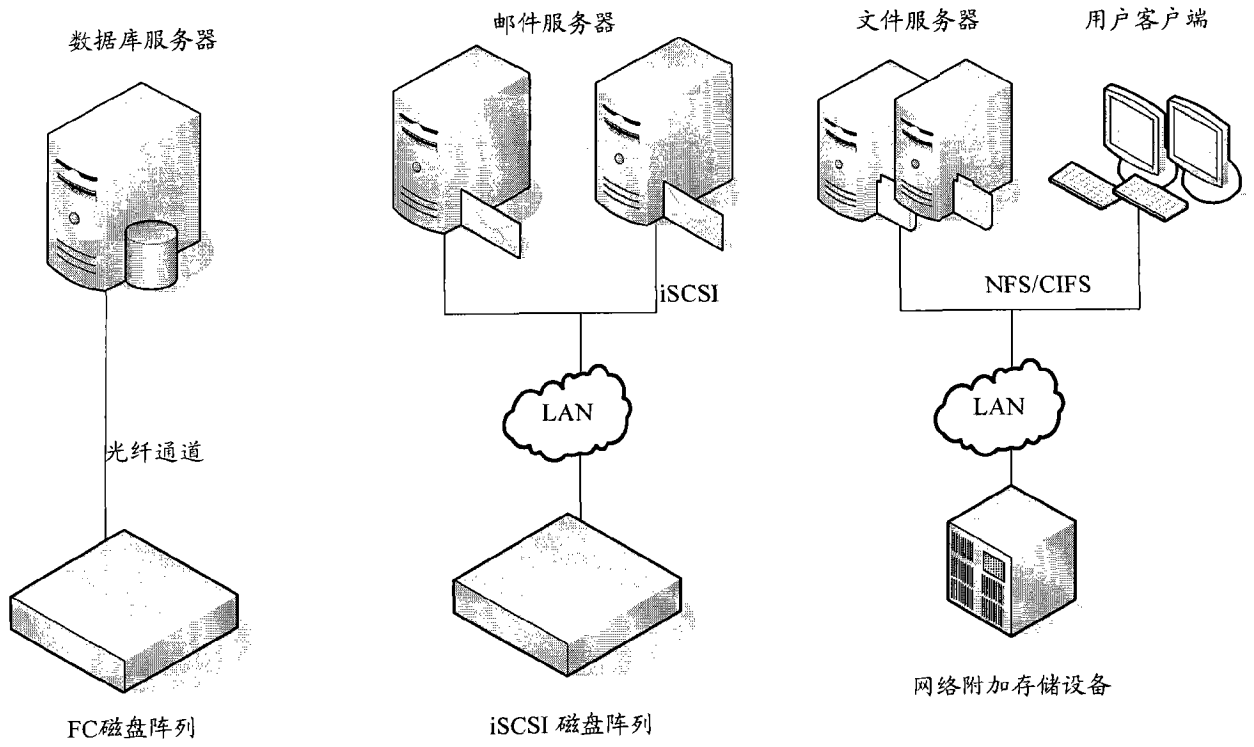 数据库服务器
邮件服务器
文件服务器
用户客户端
iSCSI
NFS/CIFS
LAN
LAN
光纤通道
FC磁盘阵列
iSCSI 磁盘阵列
网络附加存储设备